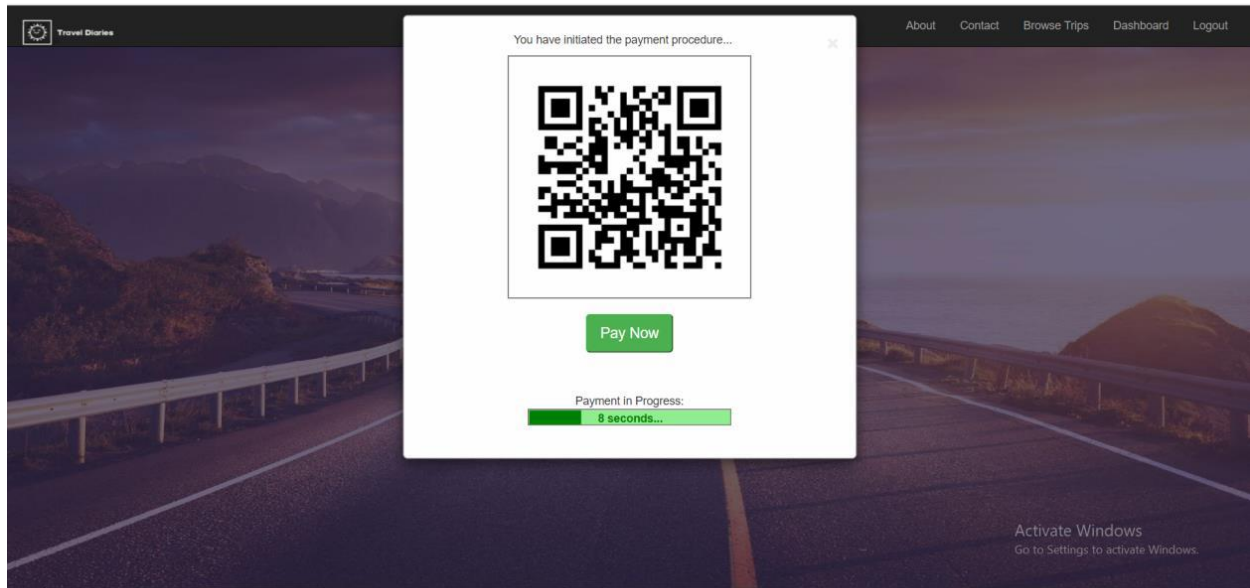 Travel Diaries
About Contact Browse Trips Dashboard Logout
You have initiated the payment procedure...
×
Pay Now
Payment in Progress:
8 seconds...
Activate Windows
Go to Settings to activate Windows.